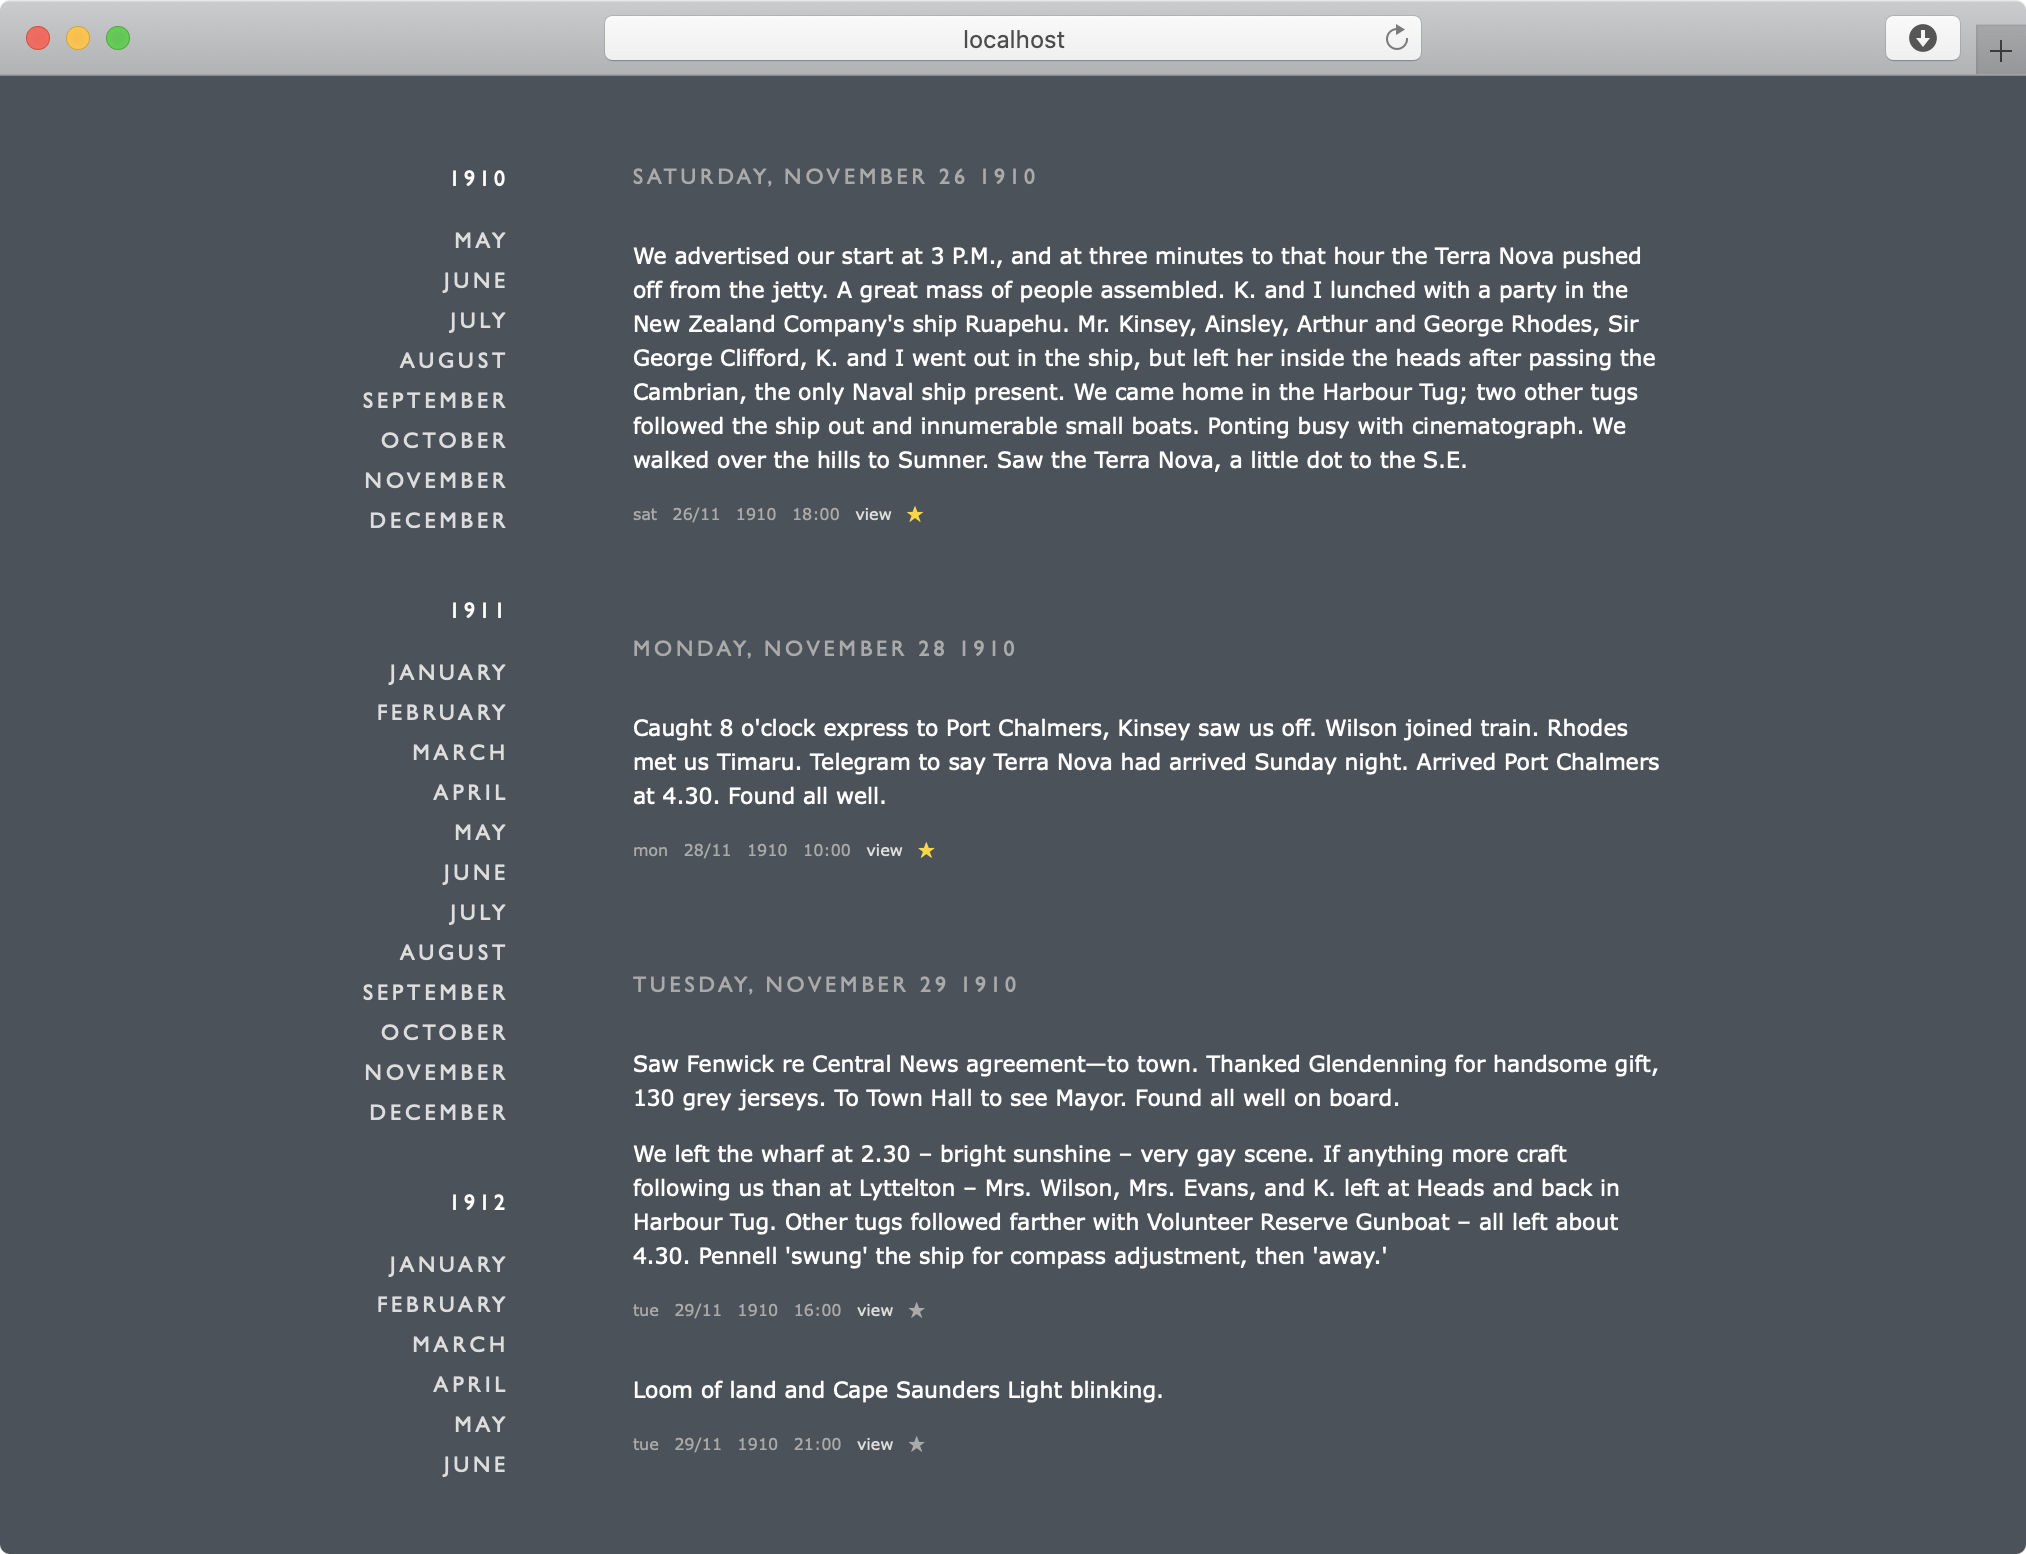 localhost
1910
MAY
JUNE
JULY
AUGUST
SEPTEMBER
OCTOBER
NOVEMBER
DECEMBER
1911
JANUARY
FEBRUARY
MARCH
APRIL
MAY
JUNE
JULY
AUGUST
SEPTEMBER
OCTOBER
NOVEMBER
DECEMBER
1912
JANUARY
FEBRUARY
MARCH
APRIL
MAY
JUNE
SATURDAY, NOVEMBER 26 1910
We advertised our start at 3 P.M., and at three minutes to that hour the Terra Nova pushed
off from the jetty. A great mass of people assembled. K. and I lunched with a party in the
New Zealand Company's ship Ruapehu. Mr. Kinsey, Ainsley, Arthur and George Rhodes, Sir
George Clifford, K. and I went out in the ship, but left her inside the heads after passing the
Cambrian, the only Naval ship present. We came home in the Harbour Tug; two other tugs
followed the ship out and innumerable small boats. Ponting busy with cinematograph. We
walked over the hills to Sumner. Saw the Terra Nova, a little dot to the S.E.
sat 26/11 1910 18:00 view ★
MONDAY, NOVEMBER 28 1910
Caught 8 o'clock express to Port Chalmers, Kinsey saw us off. Wilson joined train. Rhodes
met us Timaru. Telegram to say Terra Nova had arrived Sunday night. Arrived Port Chalmers
at 4.30. Found all well.
mon 28/11 1910 10:00 view ★
TUESDAY, NOVEMBER 29 1910
Saw Fenwick re Central News agreement—to town. Thanked Glendenning for handsome gift,
130 grey jerseys. To Town Hall to see Mayor. Found all well on board.
We left the wharf at 2.30 – bright sunshine – very gay scene. If anything more craft
following us than at Lyttelton – Mrs. Wilson, Mrs. Evans, and K. left at Heads and back in
Harbour Tug. Other tugs followed farther with Volunteer Reserve Gunboat – all left about
4.30. Pennell 'swung' the ship for compass adjustment, then 'away.'
tue 29/11 1910 16:00 view ★
Loom of land and Cape Saunders Light blinking.
tue 29/11 1910 21:00 view ★